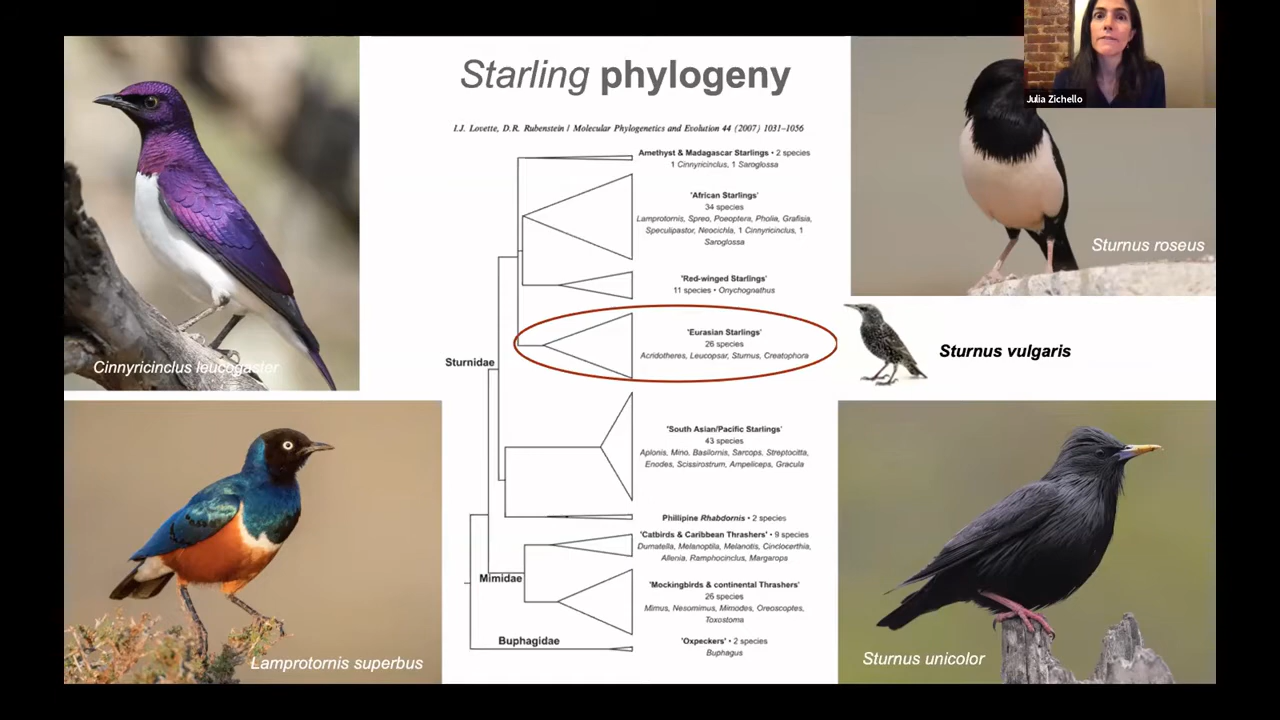 Starling phylogeny
I.J. Lovette, D.R. Rubenstein / Molecular Phylogenetics and Evolution 44 (2007) 1031–1056
Julia Zichello
Amethyst & Madagascar Starlings • 2 species
1 Cinnyricinclus, 1 Saroglossa
'African Starlings'
34 species
Lamprotornis, Spreo, Poeoptera, Pholia, Grafisia,
Speculipastor, Neocichla, 1 Cinnyricinclus, 1
Saroglossa
Sturnus roseus
'Red-winged Starlings'
11 species • Onychognathus
'Eurasian Starlings'
26 species
Acridotheres, Leucopsar, Sturnus, Creatophora
Sturnus vulgaris
Sturnidae
Cinnyricinclus leucogaster
'South Asian/Pacific Starlings'
43 species
Aplonis, Mino, Basilornis, Sarcops, Streptocitta,
Enodes, Scissirostrum, Ampeliceps, Gracula
Phillipine Rhabdornis • 2 species
'Catbirds & Caribbean Thrashers' • 9 species
Dumatella, Melanoptila, Melanotis, Cinclocerthia,
Allenia, Ramphocinclus, Margarops
Mimidae
'Mockingbirds & continental Thrashers'
26 species
Mimus, Nesomimus, Mimodes, Oreoscoptes,
Toxostoma
Buphagidae
'Oxpeckers' • 2 species
Buphagus
Lamprotornis superbus
Sturnus unicolor